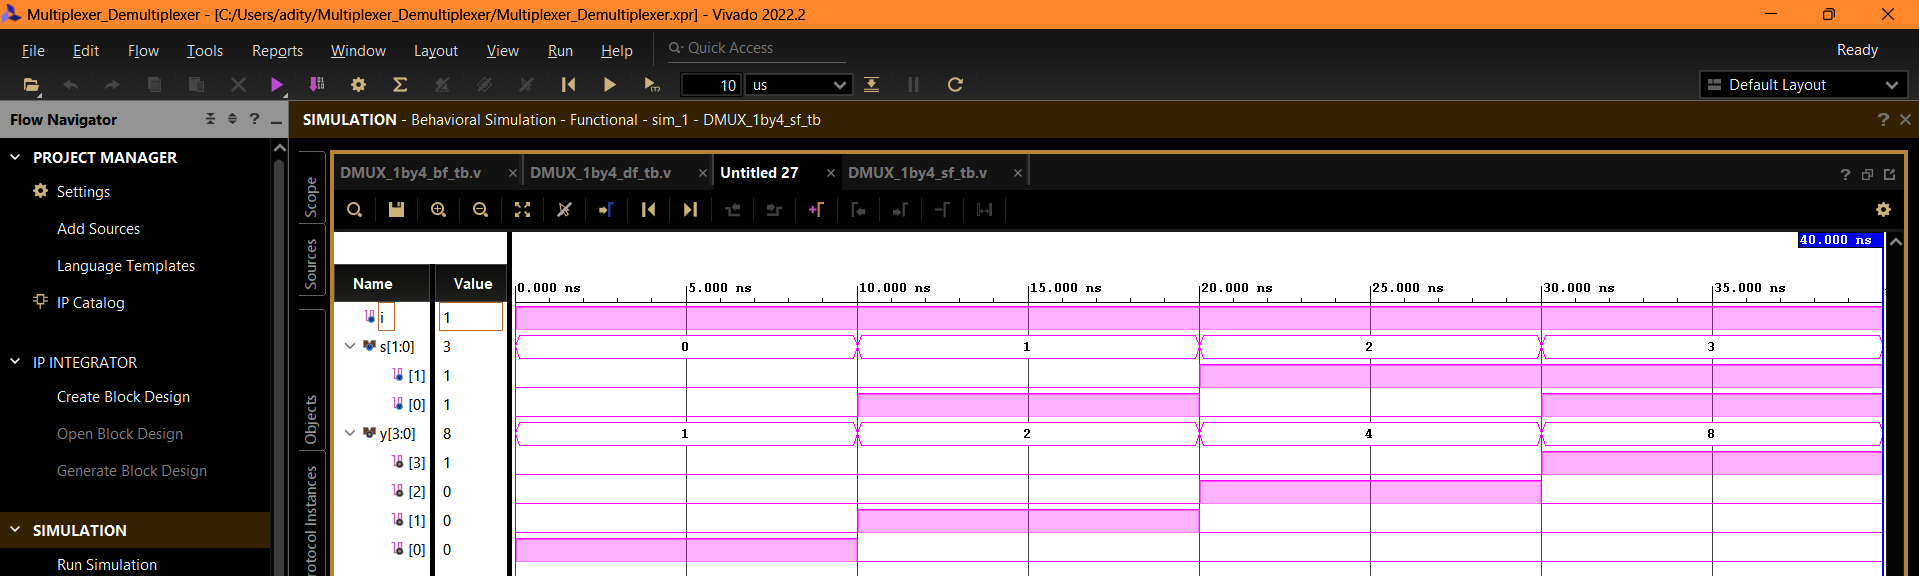 Multiplexer_Demultiplexer - [C:/Users/adity/Multiplexer_Demultiplexer/Multiplexer_Demultiplexer.xpr] - Vivado 2022.2
File Edit Flow Tools Reports Window Layout View Run Help Quick Access Ready
10 us Default Layout
Flow Navigator
SIMULATION - Behavioral Simulation - Functional - sim_1 - DMUX_1by4_sf_tb
PROJECT MANAGER
Settings
Add Sources
Language Templates
IP Catalog
IP INTEGRATOR
Create Block Design
Open Block Design
Generate Block Design
SIMULATION
Run Simulation
Scope
Sources
Objects
rotocol Instances
DMUX_1by4_bf_tb.v DMUX_1by4_df_tb.v Untitled 27 DMUX_1by4_sf_tb.v
40.000 ns
Name Value
0.000 ns 5.000 ns 10.000 ns 15.000 ns 20.000 ns 25.000 ns 30.000 ns 35.000 ns
i 1
s[1:0] 3 0 1 2 3
[1] 1
[0] 1
y[3:0] 8 1 2 4 8
[3] 1
[2] 0
[1] 0
[0] 0